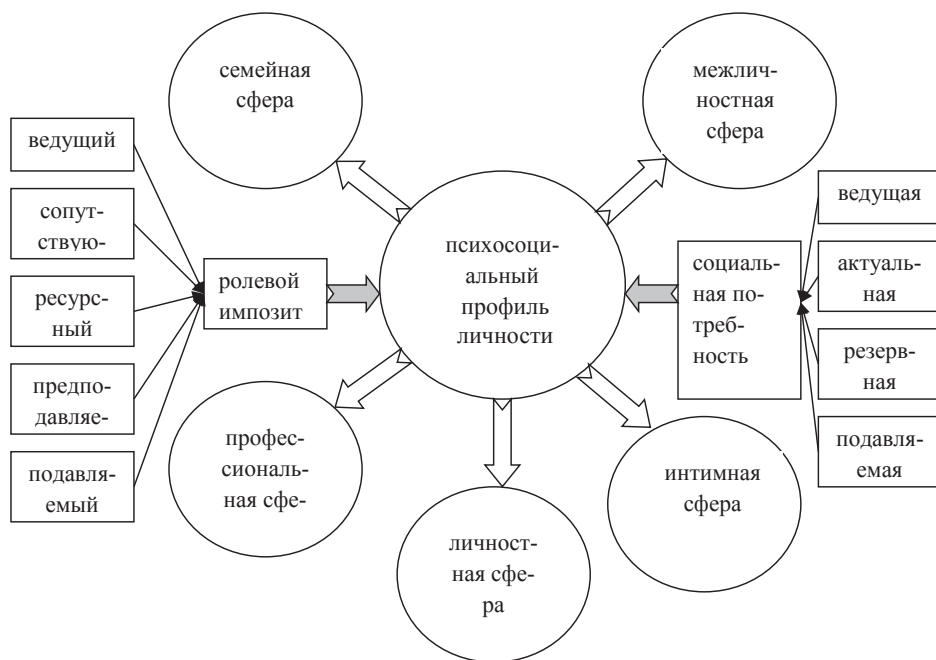 семейная
сфера
межлич-
ностная
сфера
ведущий
сопут-
ствую-
ресурс-
ный
предпо-
давляе-
подавля-
емый
ролевой
импозит
психосоци-
альный
профиль
личности
социаль-
ная по-
треб-
ность
ведущая
актуаль-
ная
резерв-
ная
подавля-
емая
профес-
сиональ-
ная сфе-
личност-
ная сфе-
ра
интимная
сфера